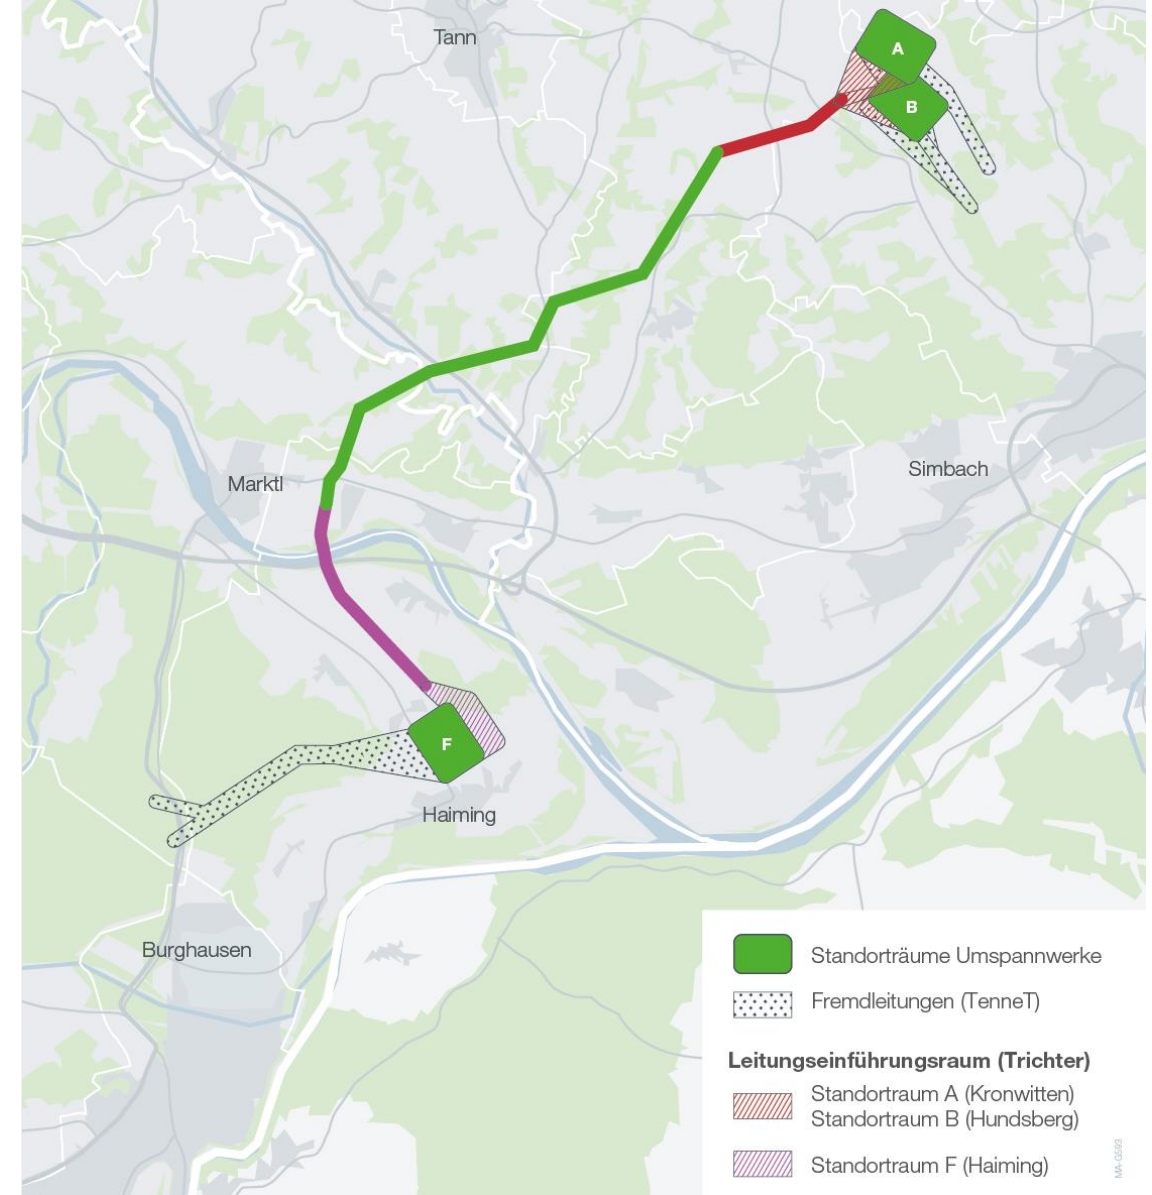 Tann
A
B
Simbach
Marktl
F
Haiming
Burghausen
Standorträume Umspannwerke
Fremdleitungen (TenneT)
Leitungseinführungsraum (Trichter)
Standortraum A (Kronwitten)
Standortraum B (Hundsberg)
Standortraum F (Haiming)